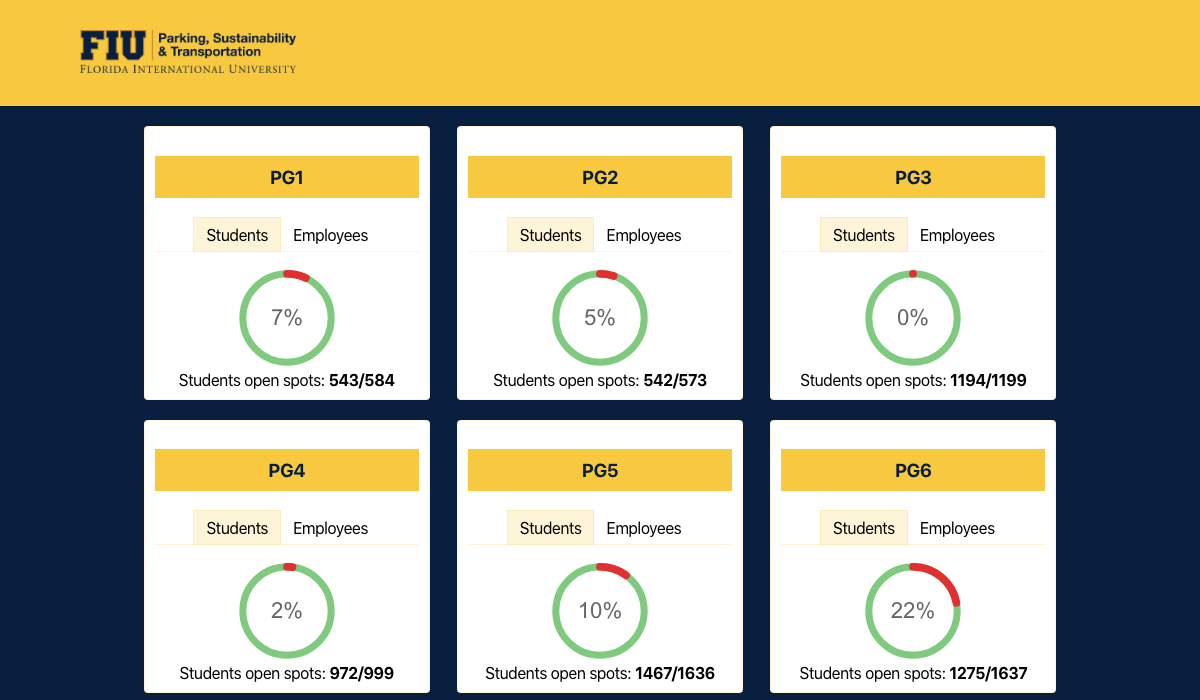 FIU Parking, Sustainability
& Transportation
FLORIDA INTERNATIONAL UNIVERSITY
PG1
Students Employees
7%
Students open spots: 543/584
PG2
Students Employees
5%
Students open spots: 542/573
PG3
Students Employees
0%
Students open spots: 1194/1199
PG4
Students Employees
2%
Students open spots: 972/999
PG5
Students Employees
10%
Students open spots: 1467/1636
PG6
Students Employees
22%
Students open spots: 1275/1637